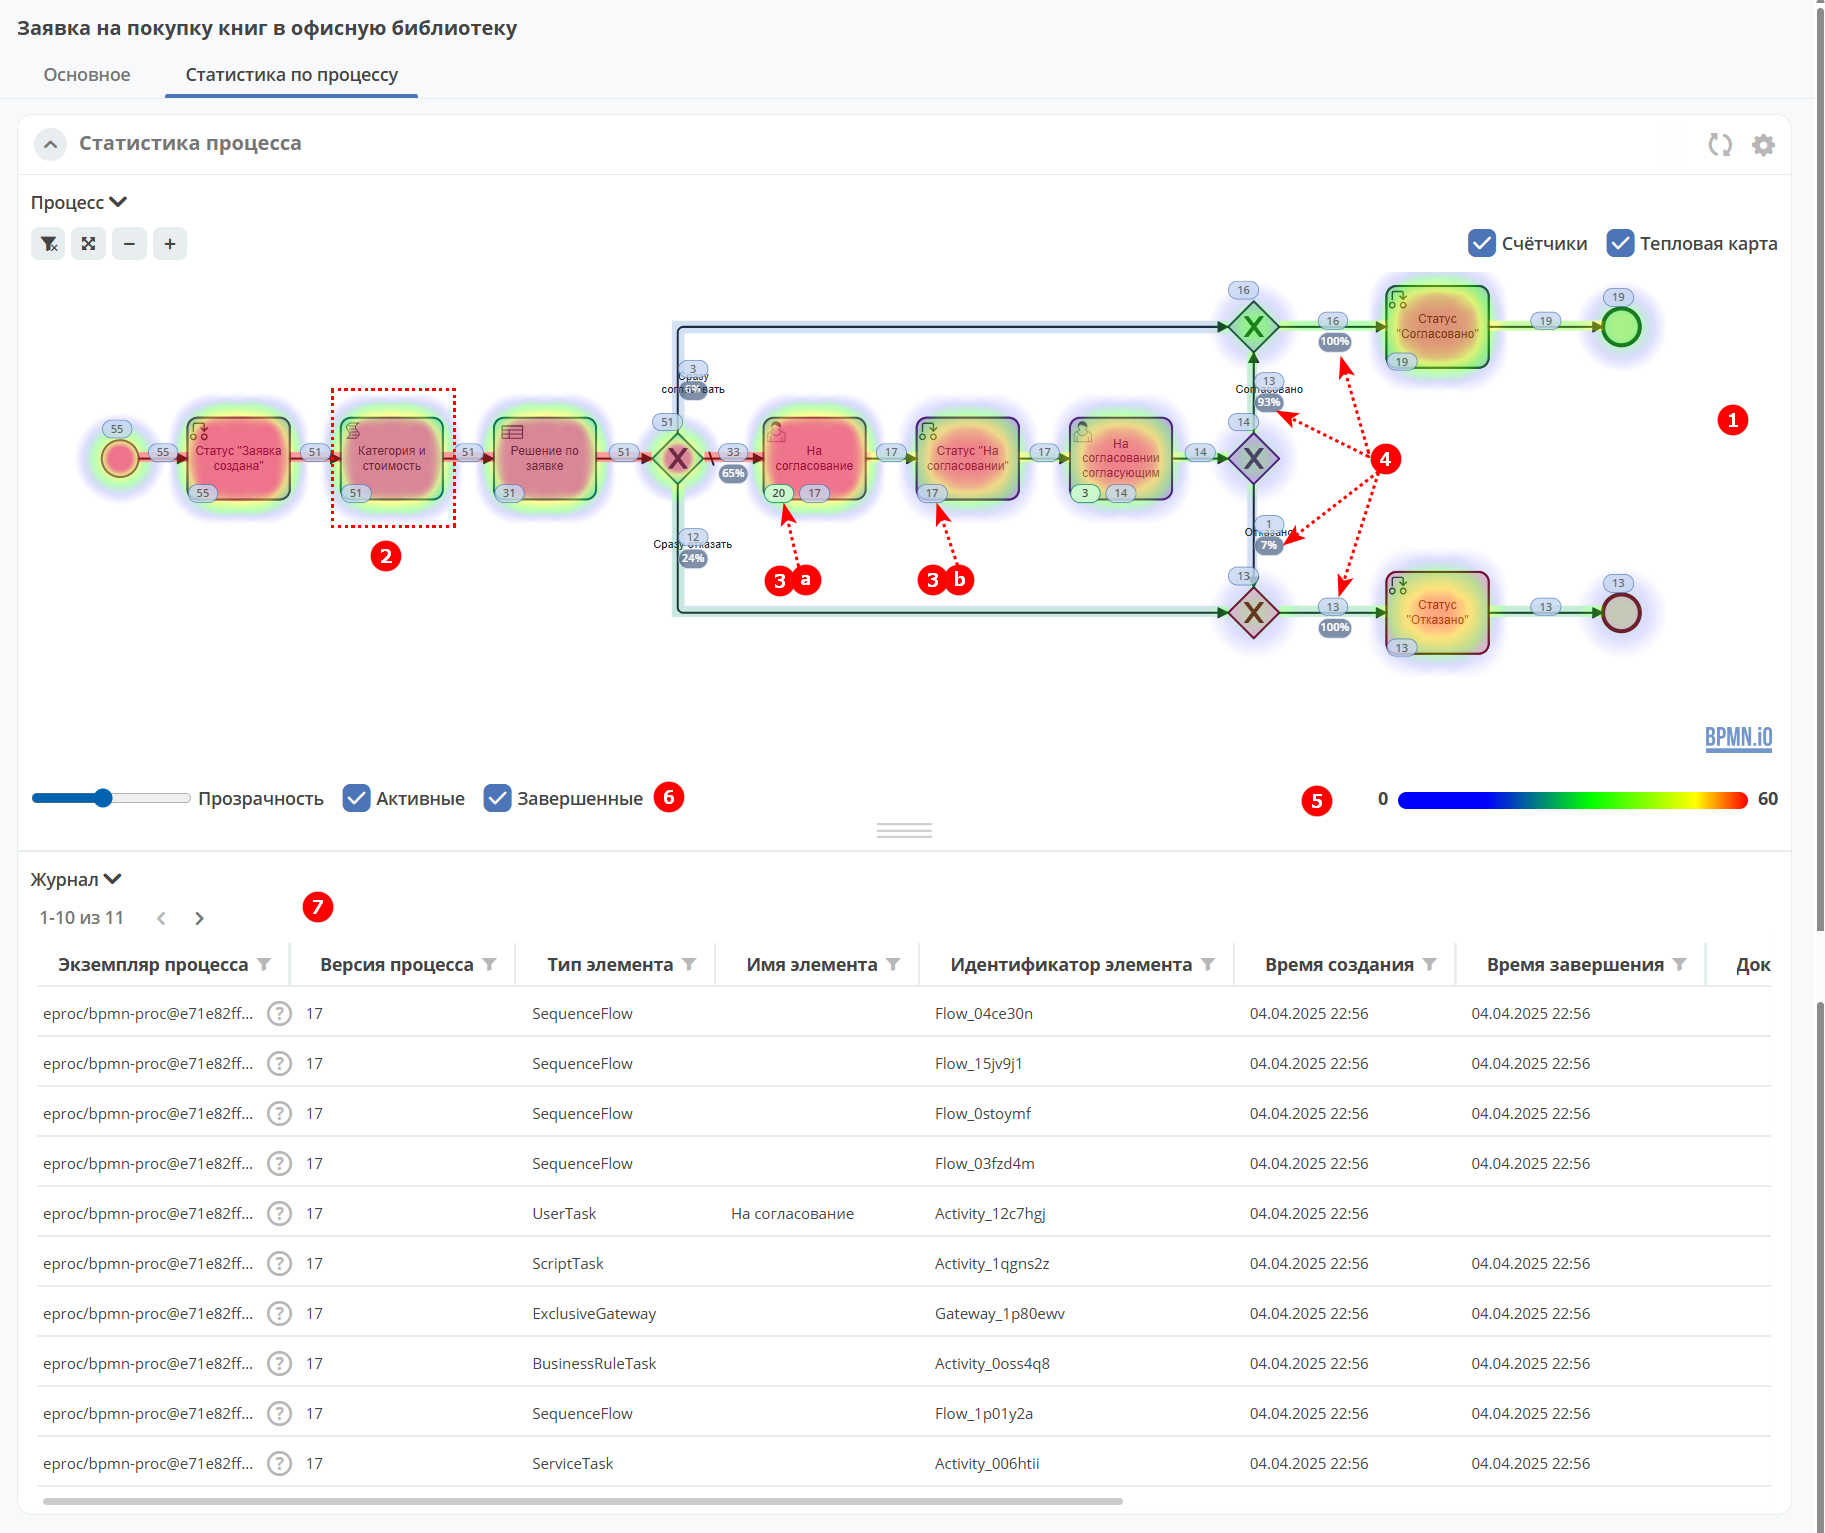 Заявка на покупку книг в офисную библиотеку
Основное
Статистика по процессу
Статистика процесса
Процесс
Счётчики
Тепловая карта
16
16
100%
Статус
"Согласовано"
19
19
19
3
Сразу
согласовать
6%
13
Согласовано
93%
1
55
55
Статус "Заявка
создана"
55
51
Категория и
стоимость
51
51
Решение по
заявке
31
51
51
33
65%
На
согласование
20
17
17
Статус "На
согласовании"
17
17
На
согласовании
согласующим
3
14
14
14
4
2
12
Сразу отказать
24%
1
Отказано
7%
3 a
3 b
13
13
100%
Статус
"Отказано"
13
13
13
BPMN.iO
Прозрачность
Активные
Завершенные
6
5
0
60
Журнал
1-10 из 11
7
Экземпляр процесса
Версия процесса
Тип элемента
Имя элемента
Идентификатор элемента
Время создания
Время завершения
Док
eproc/bpmn-proc@e71e82ff... ? 17 SequenceFlow Flow_04ce30n 04.04.2025 22:56 04.04.2025 22:56
eproc/bpmn-proc@e71e82ff... ? 17 SequenceFlow Flow_15jv9j1 04.04.2025 22:56 04.04.2025 22:56
eproc/bpmn-proc@e71e82ff... ? 17 SequenceFlow Flow_0stoymf 04.04.2025 22:56 04.04.2025 22:56
eproc/bpmn-proc@e71e82ff... ? 17 SequenceFlow Flow_03fzd4m 04.04.2025 22:56 04.04.2025 22:56
eproc/bpmn-proc@e71e82ff... ? 17 UserTask На согласование Activity_12c7hgj 04.04.2025 22:56
eproc/bpmn-proc@e71e82ff... ? 17 ScriptTask Activity_1qgns2z 04.04.2025 22:56 04.04.2025 22:56
eproc/bpmn-proc@e71e82ff... ? 17 ExclusiveGateway Gateway_1p80ewv 04.04.2025 22:56 04.04.2025 22:56
eproc/bpmn-proc@e71e82ff... ? 17 BusinessRuleTask Activity_0oss4q8 04.04.2025 22:56 04.04.2025 22:56
eproc/bpmn-proc@e71e82ff... ? 17 SequenceFlow Flow_1p01y2a 04.04.2025 22:56 04.04.2025 22:56
eproc/bpmn-proc@e71e82ff... ? 17 ServiceTask Activity_006htii 04.04.2025 22:56 04.04.2025 22:56